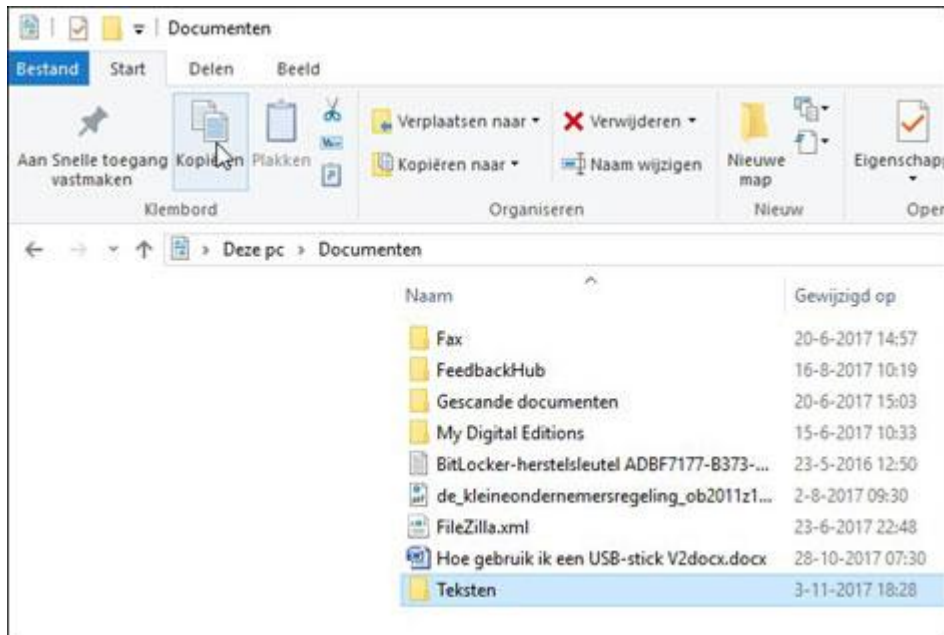 Documenten
Bestand Start Delen Beeld
Aan Snelle toegang vastmaken
Kopiëren
Plakken
Klembord
Verplaatsen naar
Kopiëren naar
Verwijderen
Naam wijzigen
Organiseren
Nieuwe map
Nieuw
Eigenschapp
Oper
Deze pc Documenten
Naam Gewijzigd op
Fax 20-6-2017 14:57
FeedbackHub 16-8-2017 10:19
Gescande documenten 20-6-2017 15:03
My Digital Editions 15-6-2017 10:33
BitLocker-herstelsleutel ADBF7177-B373-... 23-5-2016 12:50
de_kleineondernemersregeling_ob2011z1... 2-8-2017 09:30
FileZilla.xml 23-6-2017 22:48
Hoe gebruik ik een USB-stick V2docx.docx 28-10-2017 07:30
Teksten 3-11-2017 18:28